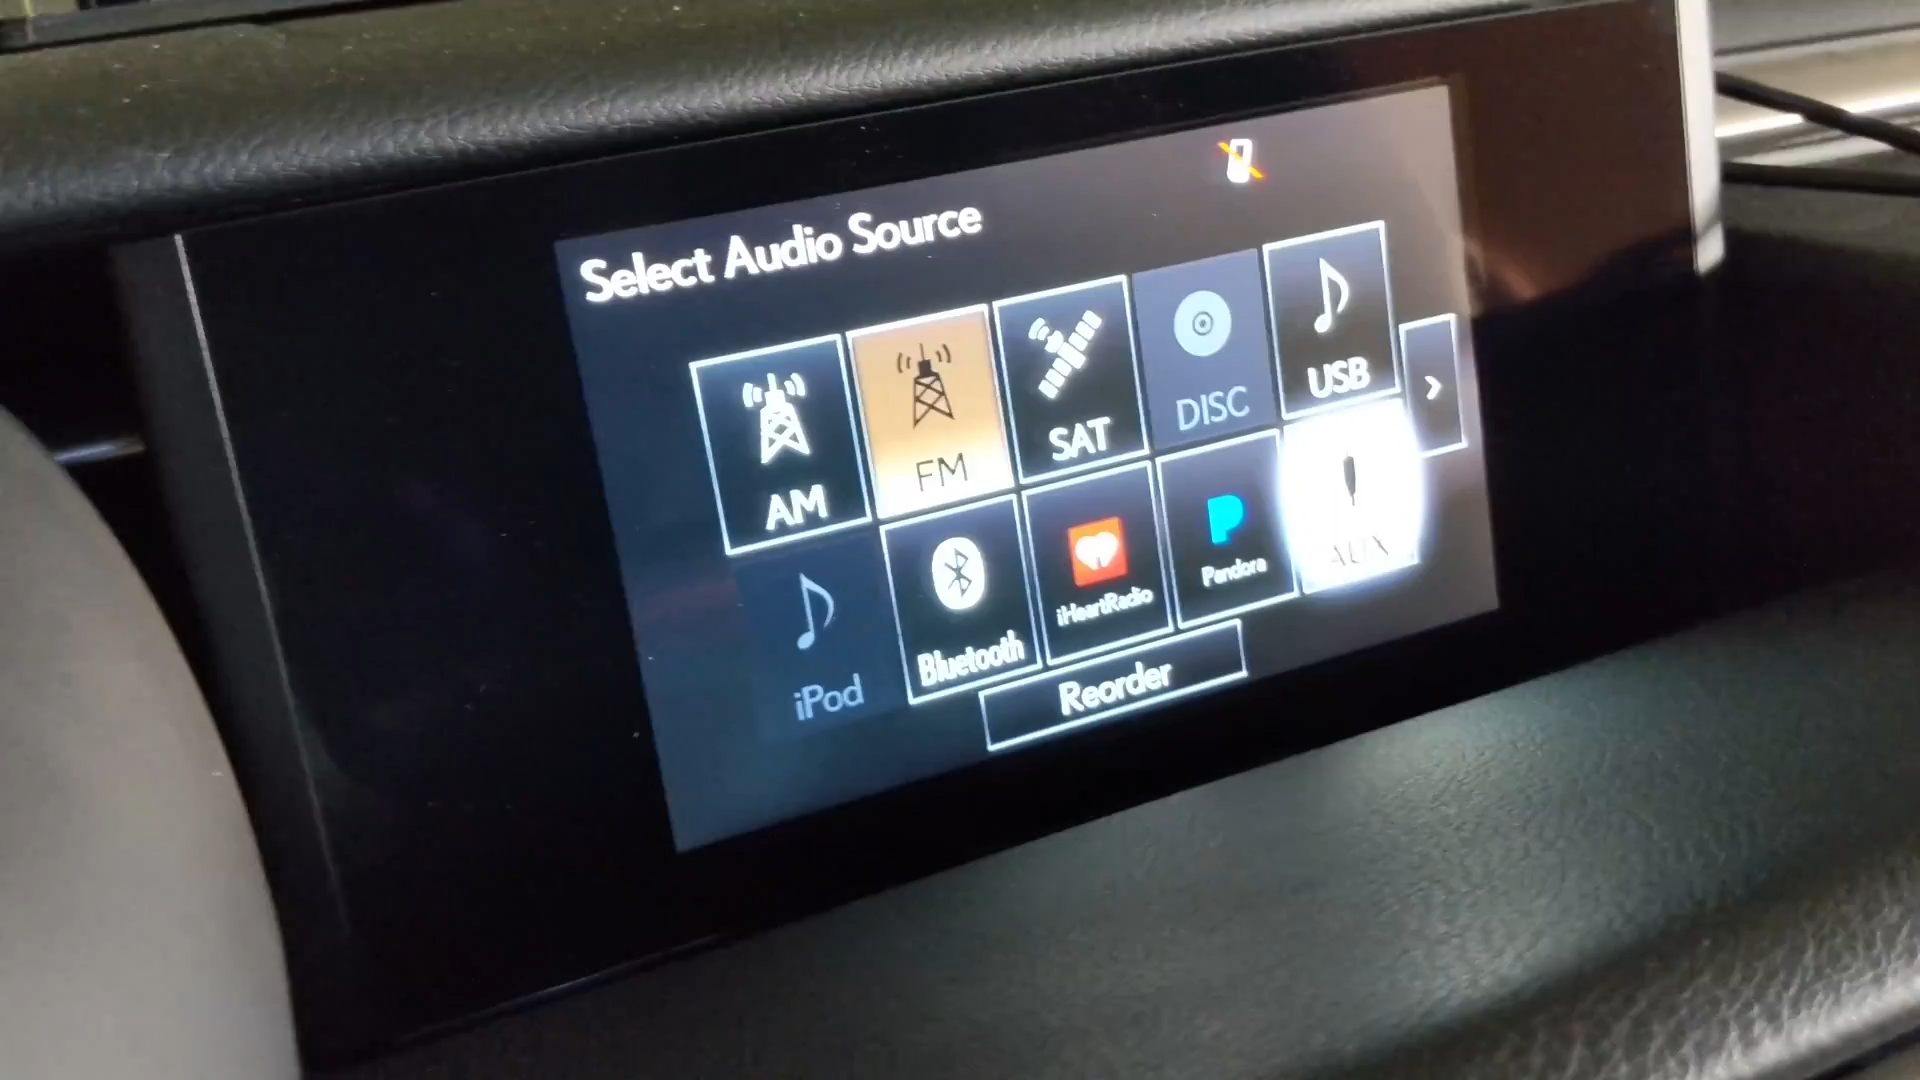 Select Audio Source
AM
FM
SAT
DISC
USB
iPod
Bluetooth
iHeartRadio
Pandora
AUX
Reorder